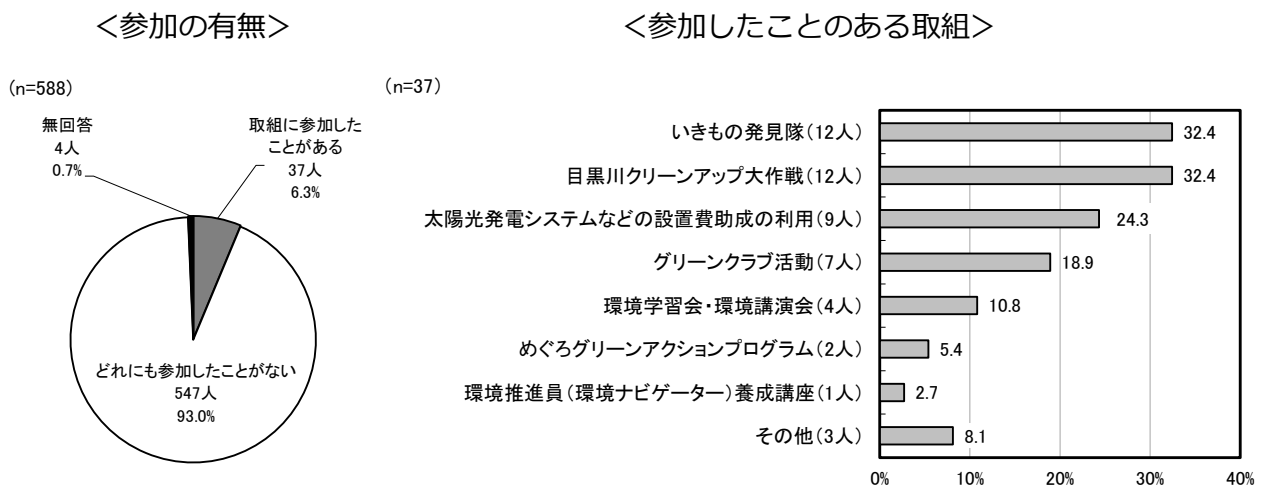 ＜参加の有無＞
（n=588）
無回答
4人
0.7%
取組に参加した
ことがある
37人
6.3%
どれにも参加したことがない
547人
93.0%
＜参加したことのある取組＞
（n=37）
いきもの発見隊（12人）
32.4
目黒川クリーンアップ大作戦（12人）
32.4
太陽光発電システムなどの設置費助成の利用（9人）
24.3
グリーンクラブ活動（7人）
18.9
環境学習会・環境講演会（4人）
10.8
めぐろグリーンアクションプログラム（2人）
5.4
環境推進員（環境ナビゲーター）養成講座（1人）
2.7
その他（3人）
8.1
0% 10% 20% 30% 40%